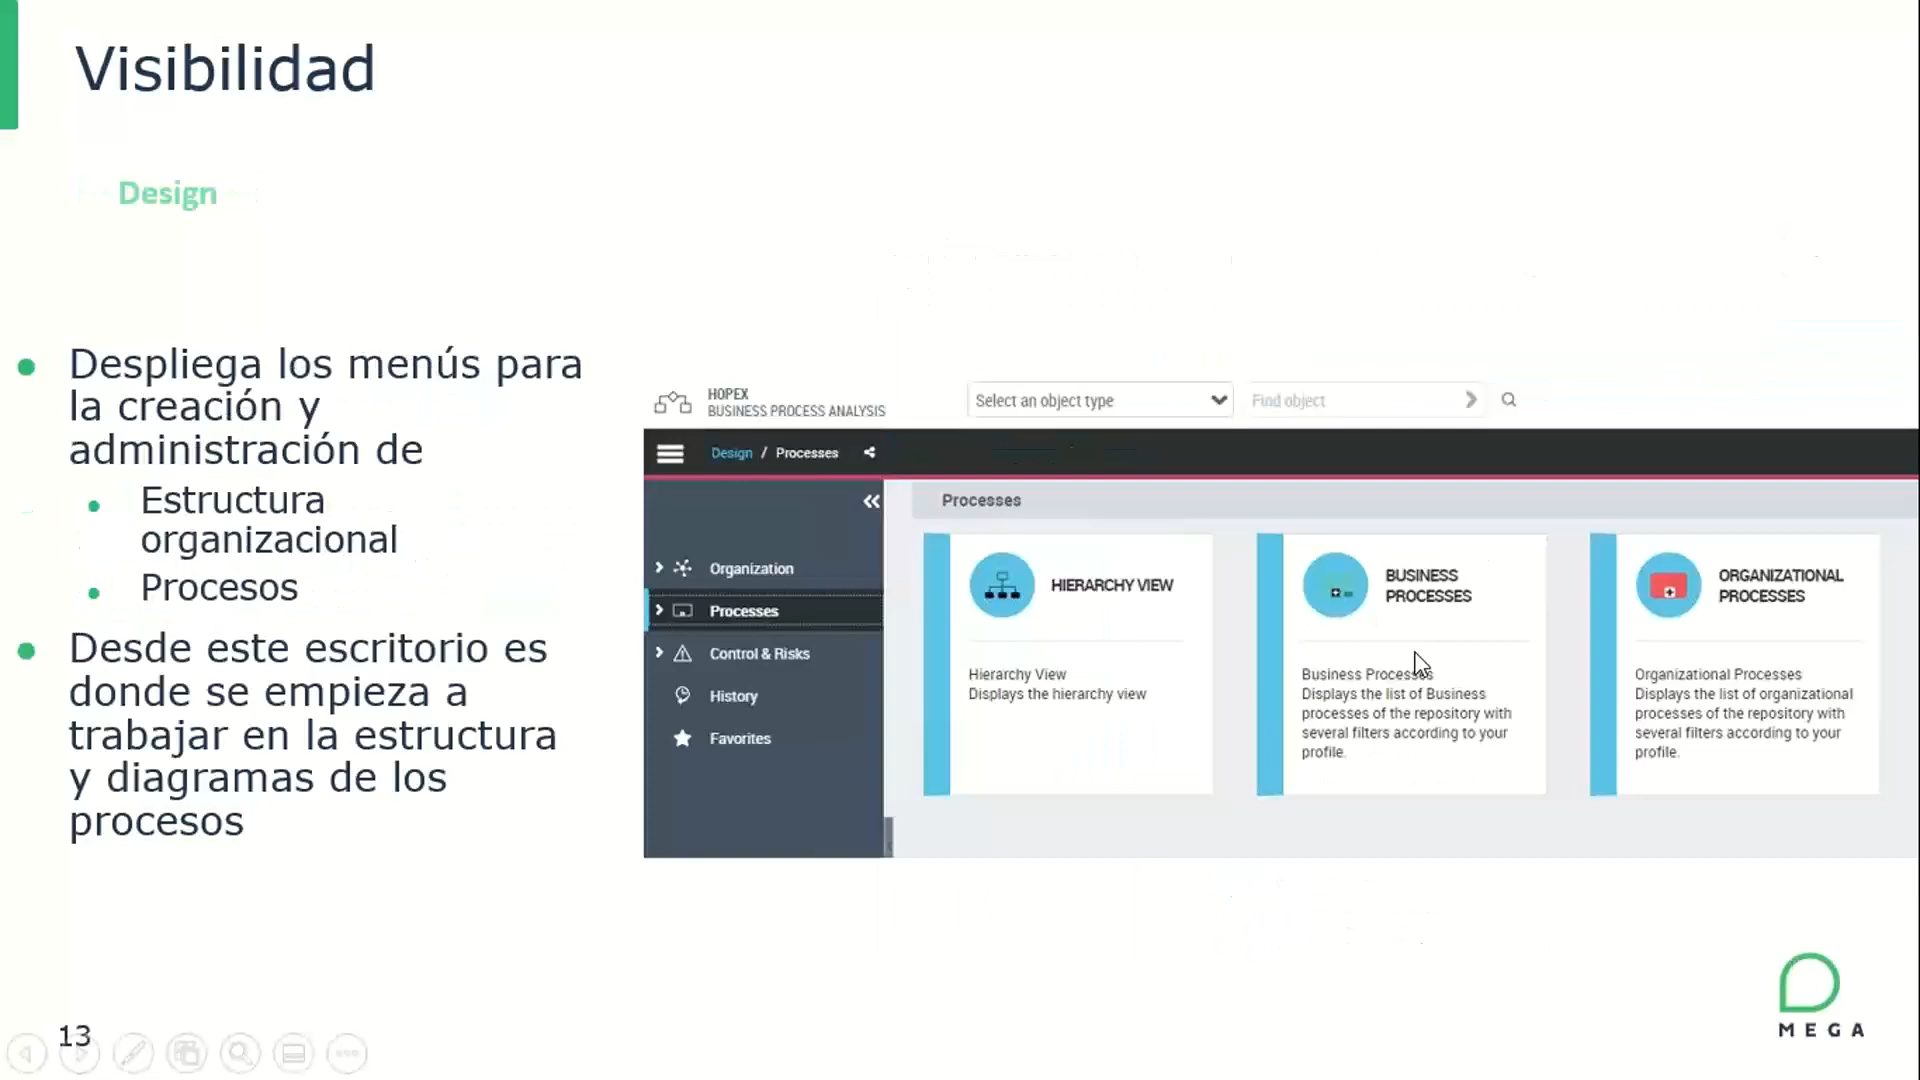 Visibilidad
Design
Despliega los menús para
la creación y
administración de
Estructura
organizacional
Procesos
Desde este escritorio es
donde se empieza a
trabajar en la estructura
y diagramas de los
procesos
HOPEX
BUSINESS PROCESS ANALYSIS
Select an object type
Find object
Design / Processes
Organization
Processes
Control & Risks
History
Favorites
Processes
HIERARCHY VIEW
Hierarchy View
Displays the hierarchy view
BUSINESS
PROCESSES
Business Processes
Displays the list of Business
processes of the repository with
several filters according to your
profile.
ORGANIZATIONAL
PROCESSES
Organizational Processes
Displays the list of organizational
processes of the repository with
several filters according to your
profile.
13
MEGA